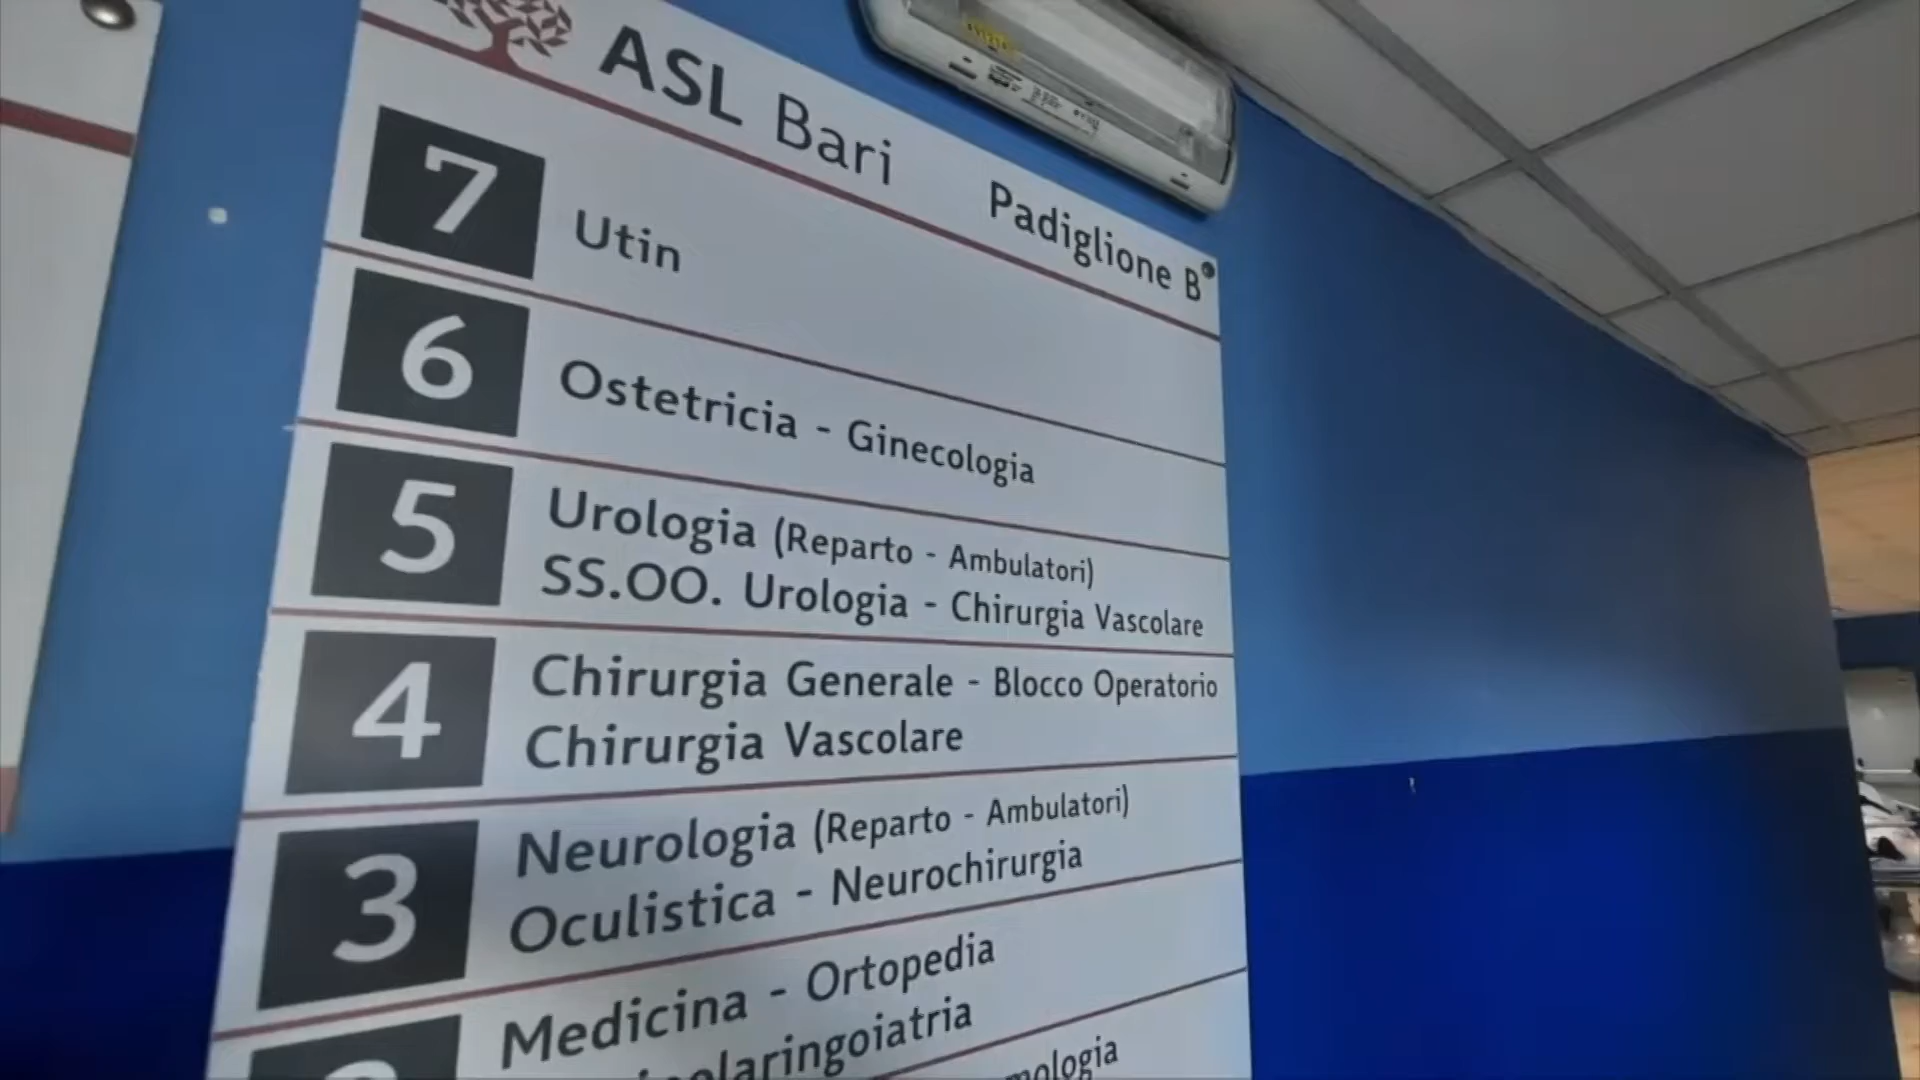 ASL Bari
Padiglione B
7 Utin
6 Ostetricia - Ginecologia
5 Urologia (Reparto - Ambulatori)
SS.OO. Urologia - Chirurgia Vascolare
4 Chirurgia Generale - Blocco Operatorio
Chirurgia Vascolare
3 Neurologia (Reparto - Ambulatori)
Oculistica - Neurochirurgia
Medicina - Ortopedia